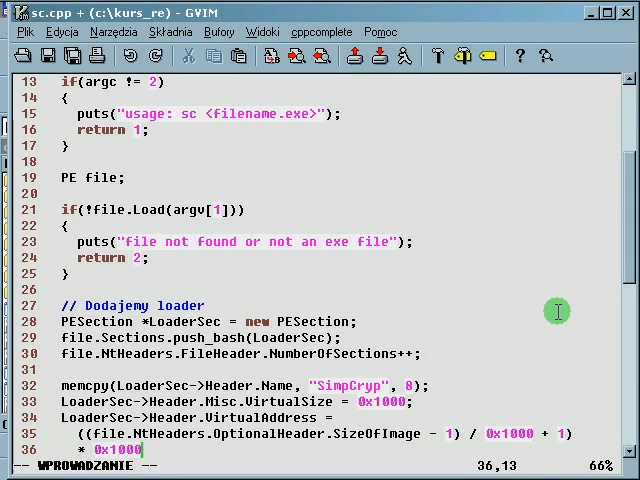 sc.cpp + (c:\kurs_re) - GVIM
Plik Edycja Narzędzia Składnia Bufory Widoki cppcomplete Pomoc
13 if(argc != 2)
14 {
15 puts("usage: sc <filename.exe>");
16 return 1;
17 }
18
19 PE file;
20
21 if(!file.Load(argv[1]))
22 {
23 puts("file not found or not an exe file");
24 return 2;
25 }
26
27 // Dodajemy loader
28 PESection *LoaderSec = new PESection;
29 file.Sections.push_bash(LoaderSec);
30 file.NtHeaders.FileHeader.NumberOfSections++;
31
32 memcpy(LoaderSec->Header.Name, "SimpCryp", 8);
33 LoaderSec->Header.Misc.VirtualSize = 0x1000;
34 LoaderSec->Header.VirtualAddress =
35 ((file.NtHeaders.OptionalHeader.SizeOfImage - 1) / 0x1000 + 1)
36 * 0x1000
-- WPROWADZANIE -- 36,13 66%